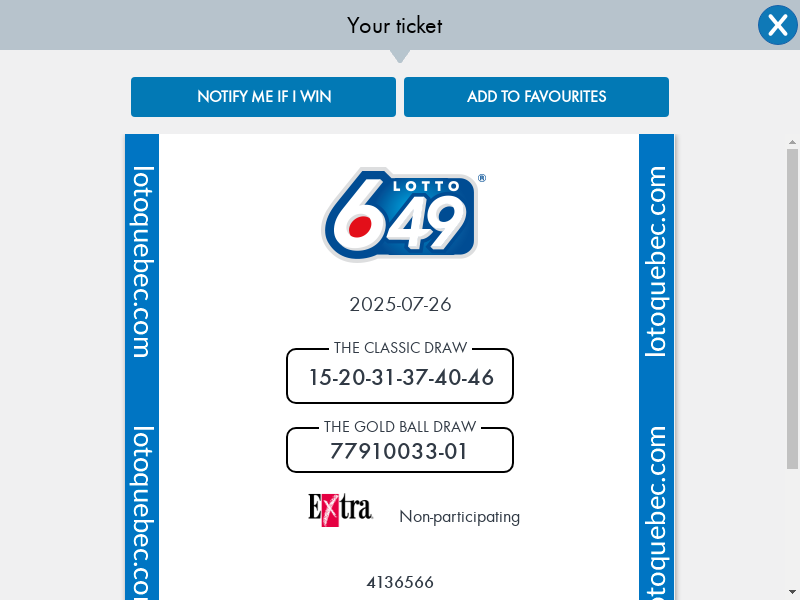 Your ticket
NOTIFY ME IF I WIN
ADD TO FAVOURITES
lotoquebec.com
lotoquebec.com
LOTTO
649
®
2025-07-26
THE CLASSIC DRAW
15-20-31-37-40-46
THE GOLD BALL DRAW
77910033-01
Extra
Non-participating
lotoquebec.co
otoquebec.com
4136566